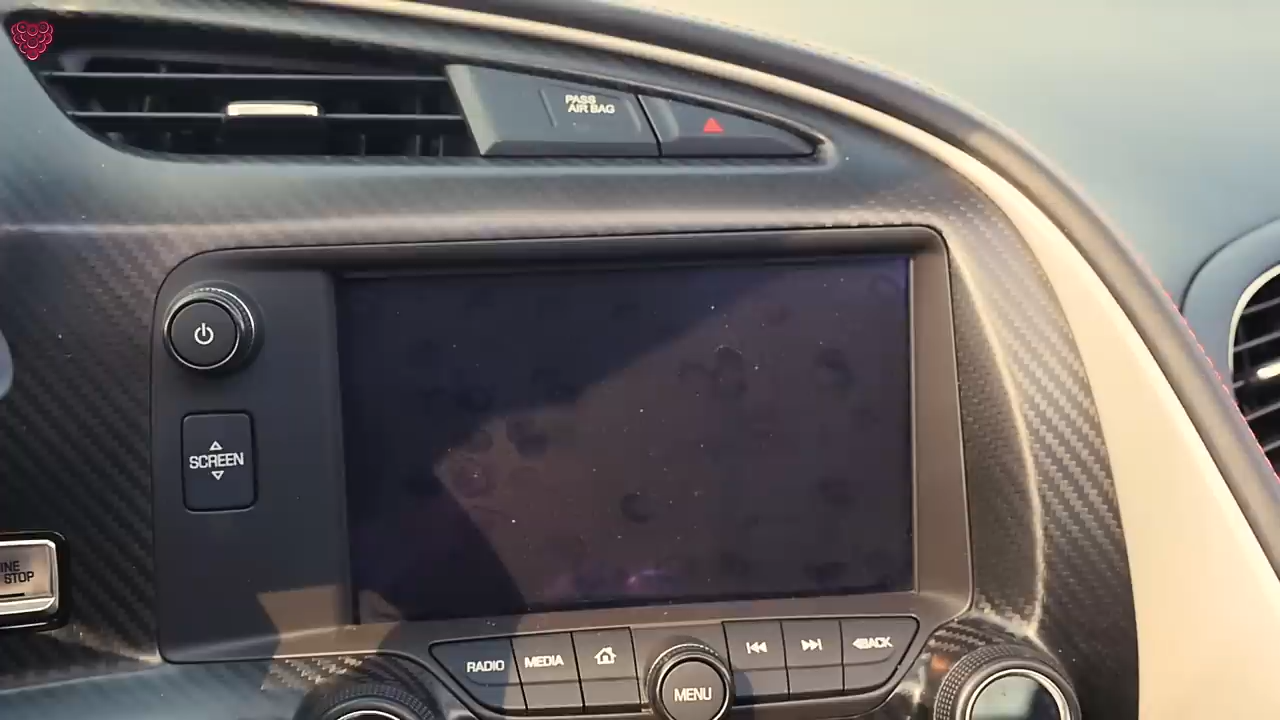 PASS
AIR BAG
SCREEN
INE
STOP
RADIO
MEDIA
BACK
MENU